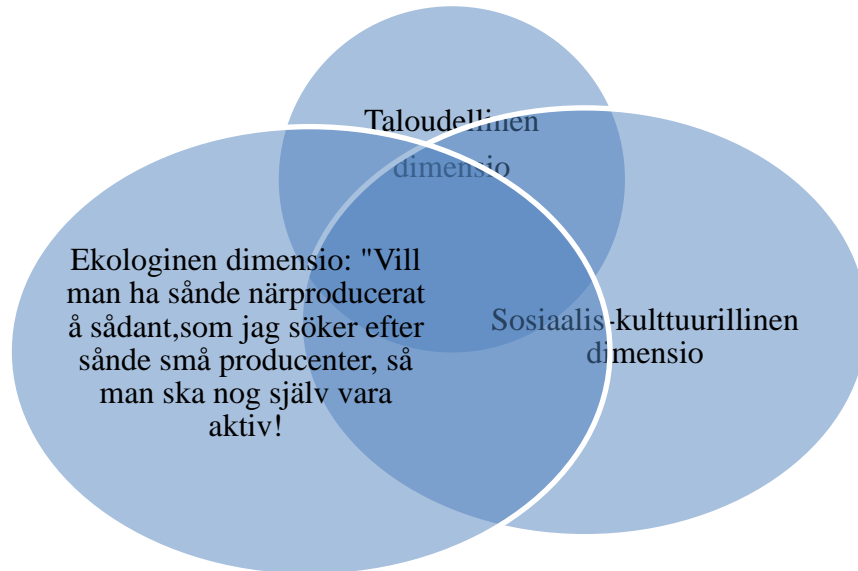 Taloudellinen
dimensio
Ekologinen dimensio: "Vill
man ha sånde närproducerat
å sådant,som jag söker efter
sånde små producenter, så
man ska nog själv vara
aktiv!
Sosiaalis-kulttuurillinen
dimensio